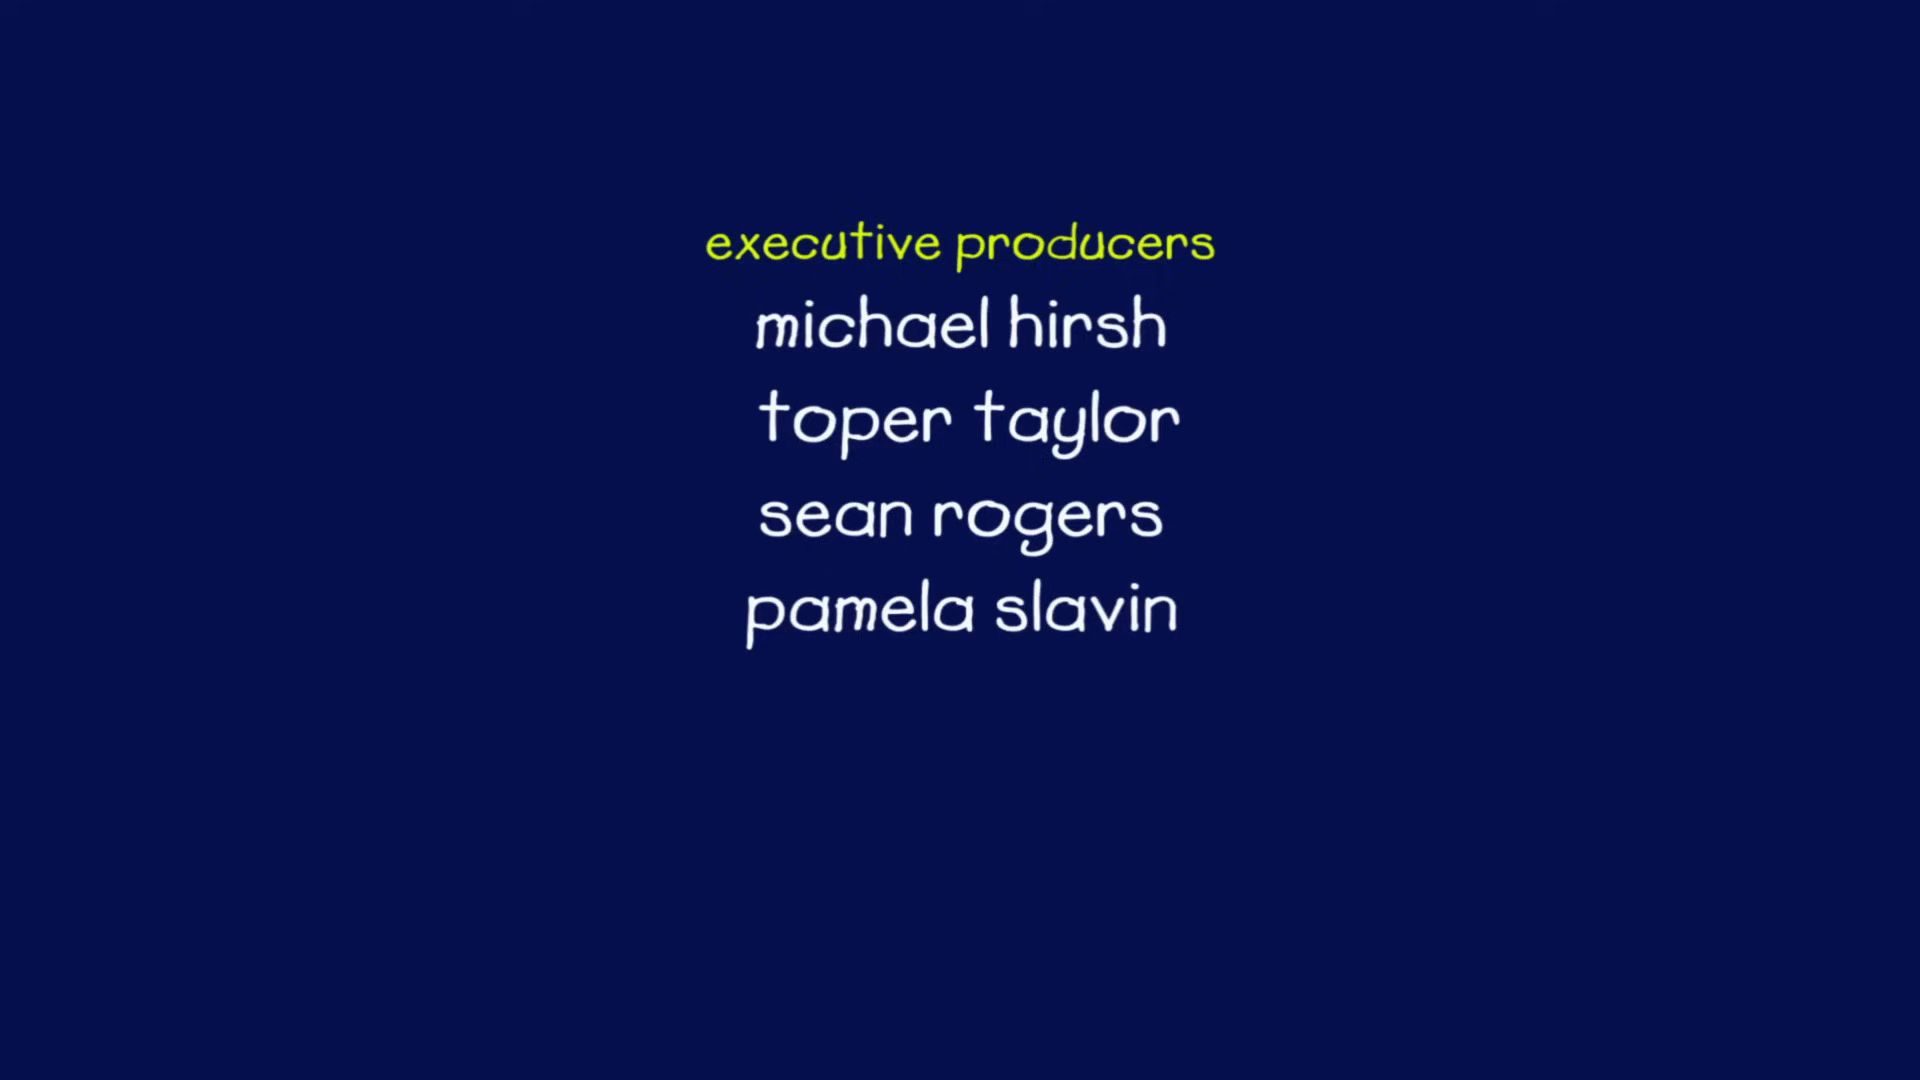 executive producers
michael hirsh
toper taylor
sean rogers
pamela slavin